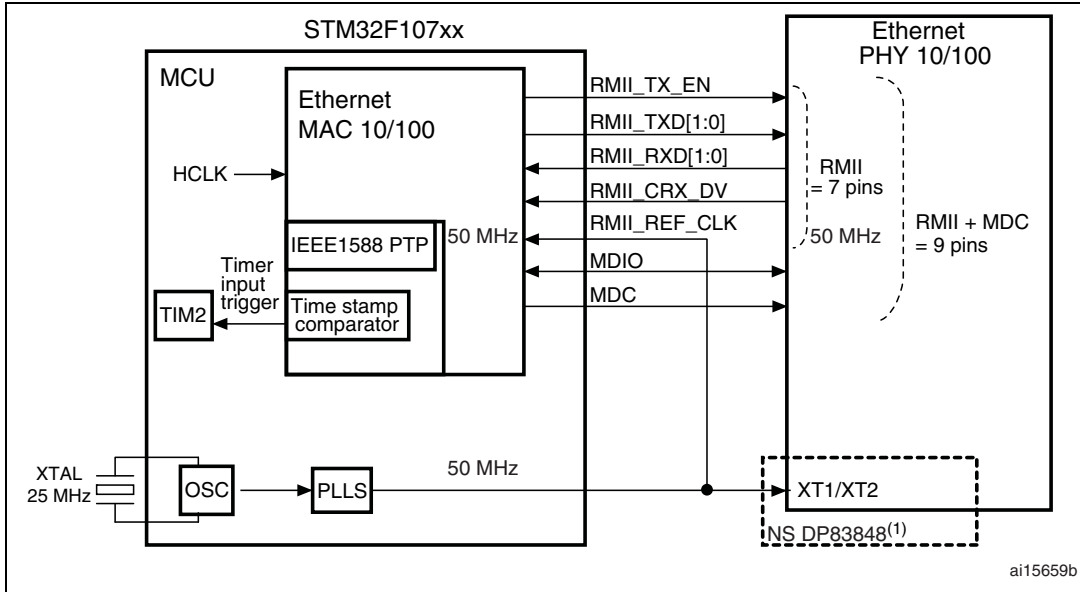 STM32F107xx
Ethernet
PHY 10/100
MCU
Ethernet
MAC 10/100
HCLK
IEEE1588 PTP
50 MHz
Timer
input
trigger
TIM2
Time stamp
comparator
RMII_TX_EN
RMII_TXD[1:0]
RMII_RXD[1:0]
RMII_CRX_DV
RMII_REF_CLK
MDIO
MDC
RMII
= 7 pins
50 MHz
RMII + MDC
= 9 pins
XTAL
25 MHz
OSC
PLLS
50 MHz
XT1/XT2
NS DP83848(1)
ai15659b